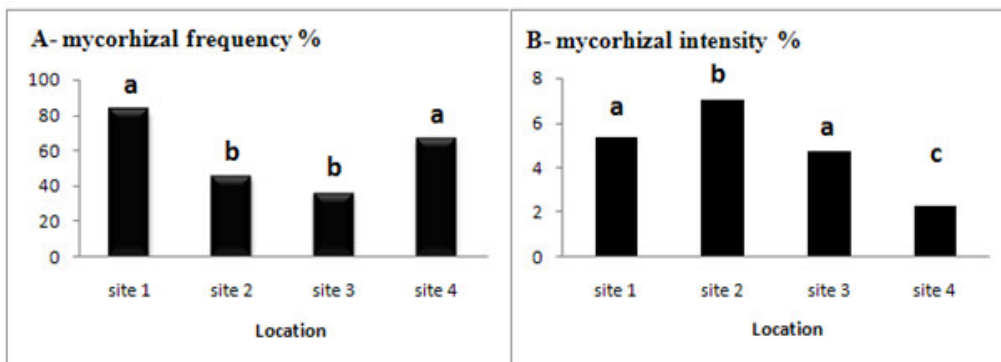 A- mycorhizal frequency %
100
80
60
40
20
0
a
b
b
a
site 1 site 2 site 3 site 4
Location
B- mycorhizal intensity %
8
6
4
2
0
a
b
a
c
site 1 site 2 site 3 site 4
Location